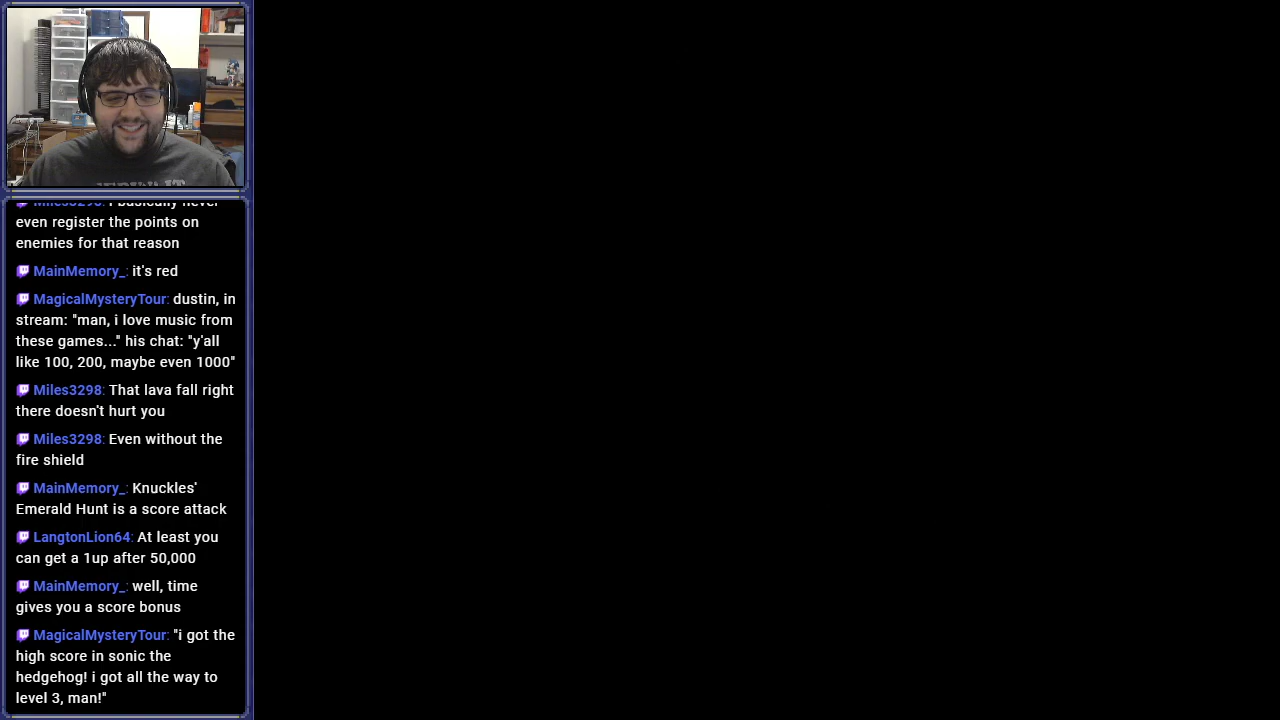 Miles3298: I basically never
even register the points on
enemies for that reason
MainMemory_: it's red
MagicalMysteryTour: dustin, in
stream: "man, i love music from
these games..." his chat: "y'all
like 100, 200, maybe even 1000"
Miles3298: That lava fall right
there doesn't hurt you
Miles3298: Even without the
fire shield
MainMemory_: Knuckles'
Emerald Hunt is a score attack
LangtonLion64: At least you
can get a 1up after 50,000
MainMemory_: well, time
gives you a score bonus
MagicalMysteryTour: "i got the
high score in sonic the
hedgehog! i got all the way to
level 3, man!"